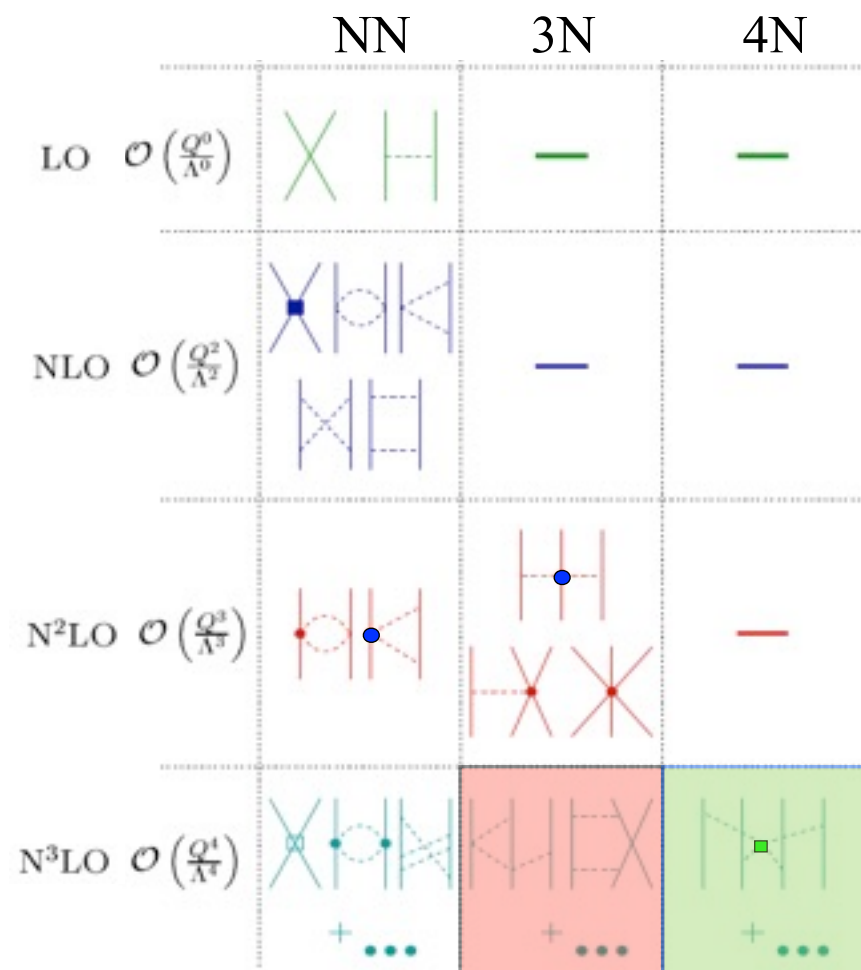 NN 3N 4N
LO 𝒪(Q⁰/Λ⁰)
NLO 𝒪(Q²/Λ²)
N²LO 𝒪(Q³/Λ³)
N³LO 𝒪(Q⁴/Λ⁴)
+ ••• + ••• + •••